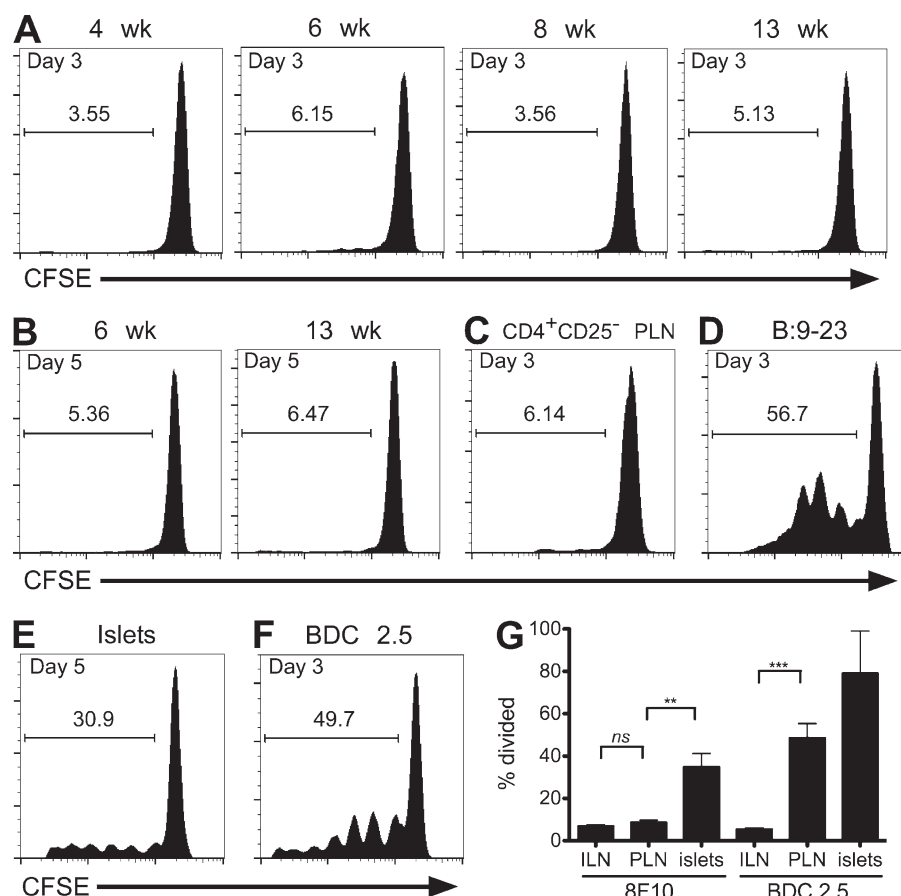 A 4 wk 6 wk 8 wk 13 wk
Day 3 Day 3 Day 3 Day 3
3.55 6.15 3.56 5.13
CFSE
B 6 wk 13 wk C CD4+CD25- PLN D B:9-23
Day 5 Day 5 Day 3 Day 3
5.36 6.47 6.14 56.7
CFSE
E Islets F BDC 2.5
Day 5 Day 3
30.9 49.7
CFSE
G
% divided
100
80
60
40
20
0
ns ** ***
ILN PLN islets ILN PLN islets
8F10 BDC 2.5